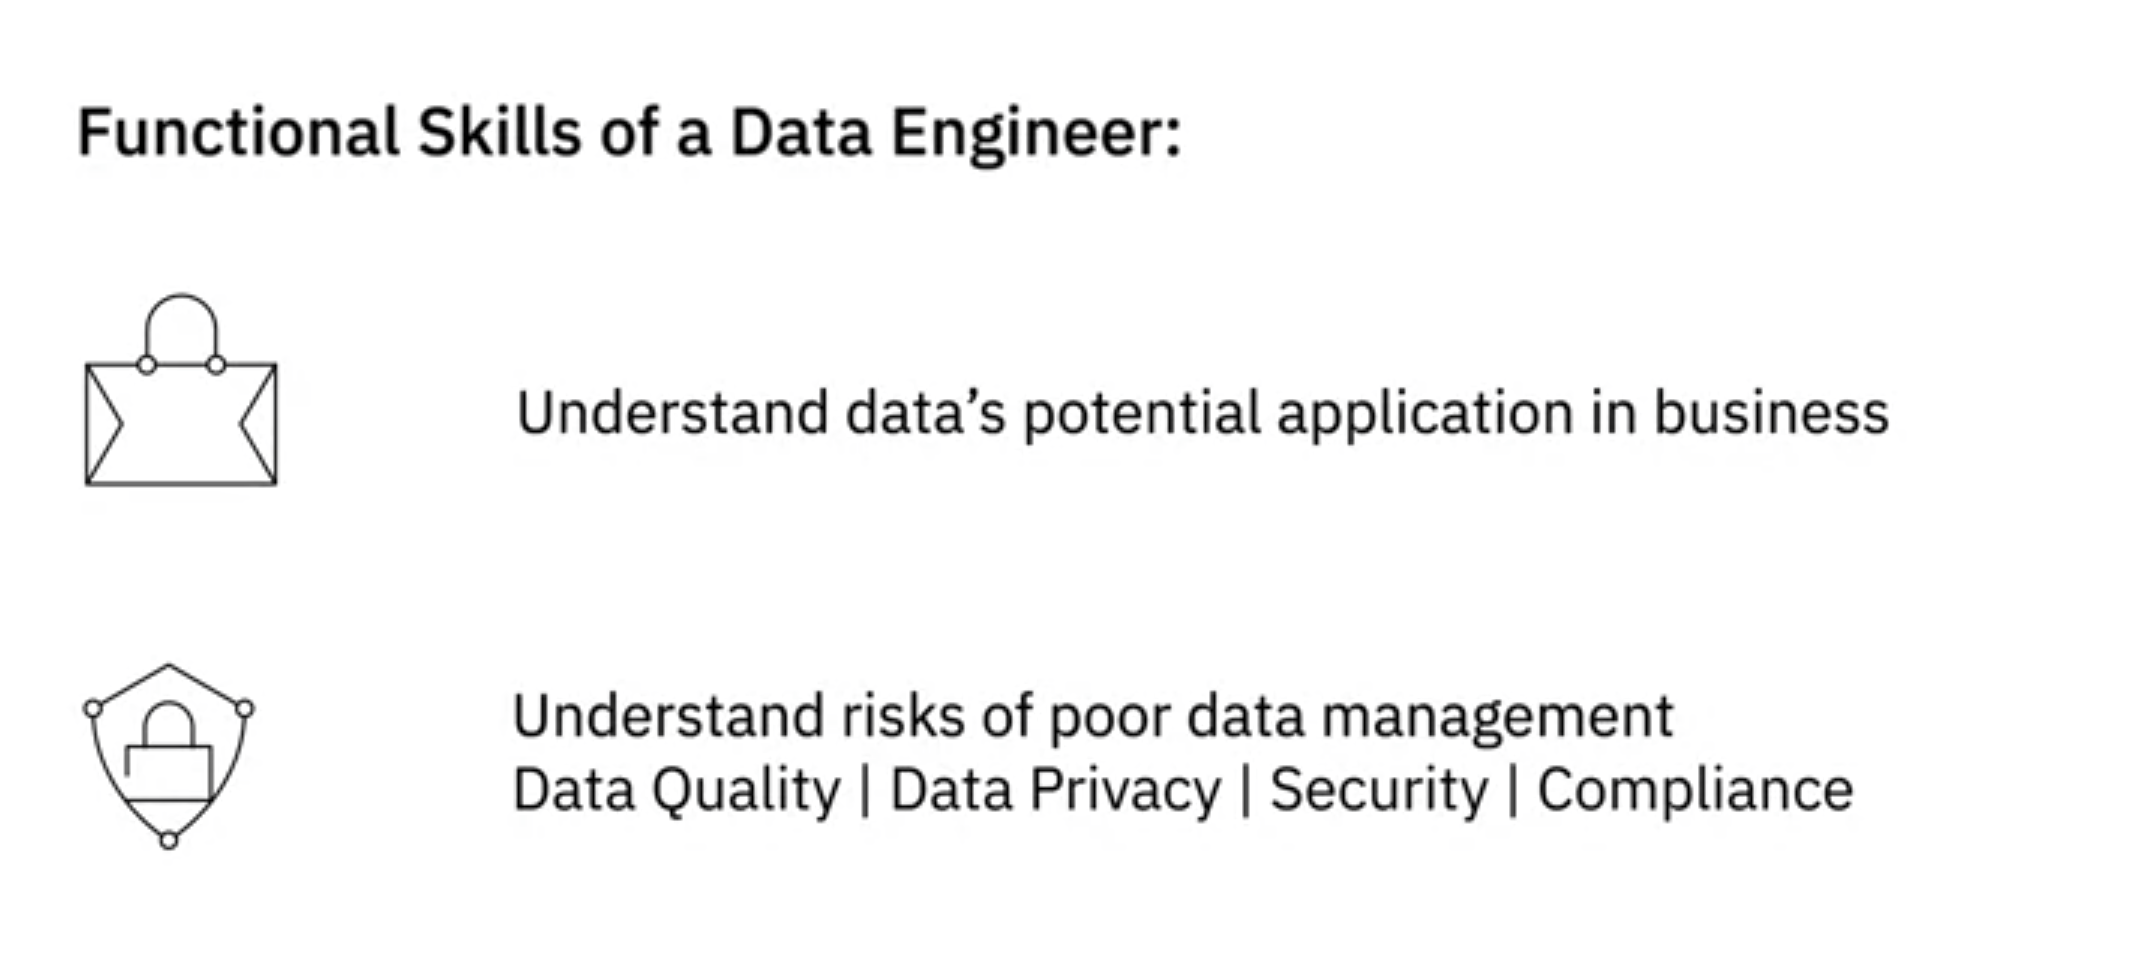 Functional Skills of a Data Engineer:
Understand data’s potential application in business
Understand risks of poor data management
Data Quality | Data Privacy | Security | Compliance